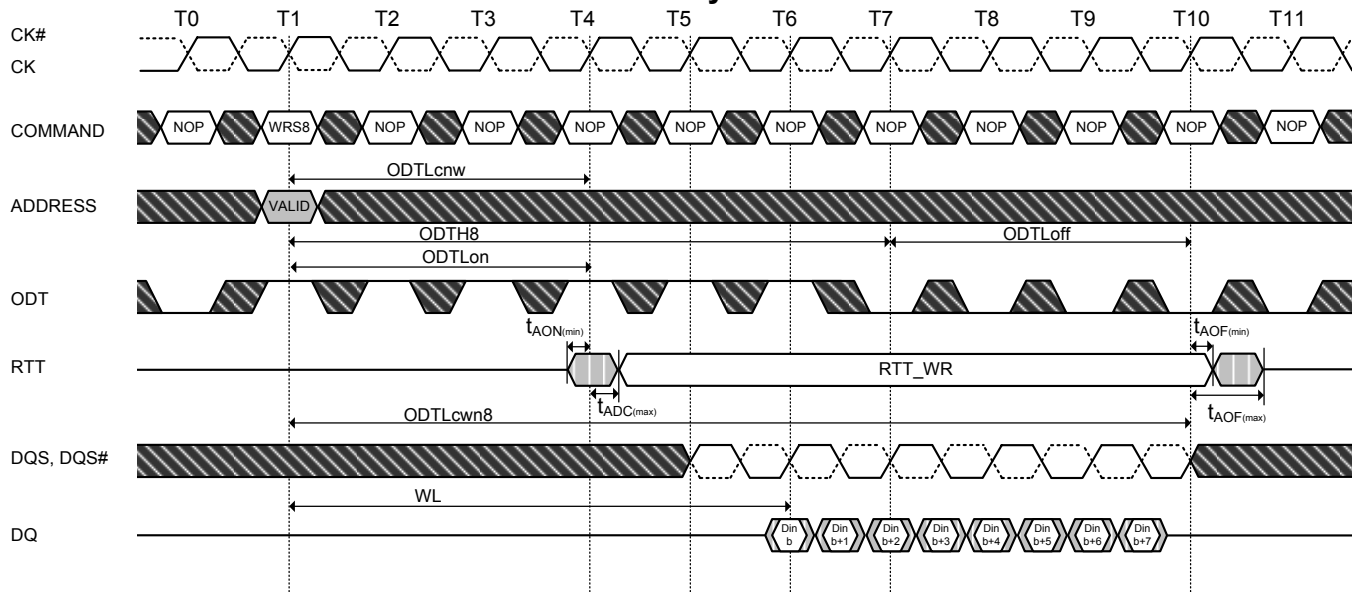 T0 T1 T2 T3 T4 T5 T6 T7 T8 T9 T10 T11
CK#
CK
COMMAND NOP WRS8 NOP NOP NOP NOP NOP NOP NOP NOP NOP NOP
ODTLcnw
ADDRESS VALID
ODTH8 ODTLoff
ODTLon
ODT
tAON(min) tAOF(min)
RTT RTT_WR
tADC(max) tAOF(max)
ODTLcwn8
DQS, DQS#
WL
DQ Din b Din b+1 Din b+2 Din b+3 Din b+4 Din b+5 Din b+6 Din b+7